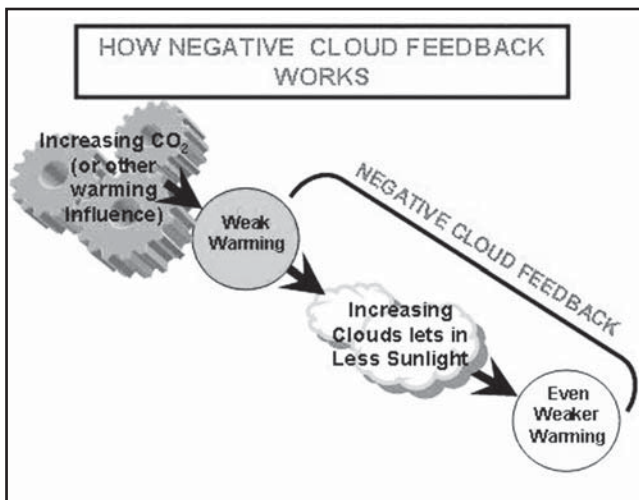 HOW NEGATIVE CLOUD FEEDBACK
WORKS
Increasing CO₂
(or other
warming
influence)
Weak
Warming
NEGATIVE CLOUD FEEDBACK
Increasing
Clouds lets in
Less Sunlight
Even
Weaker
Warming